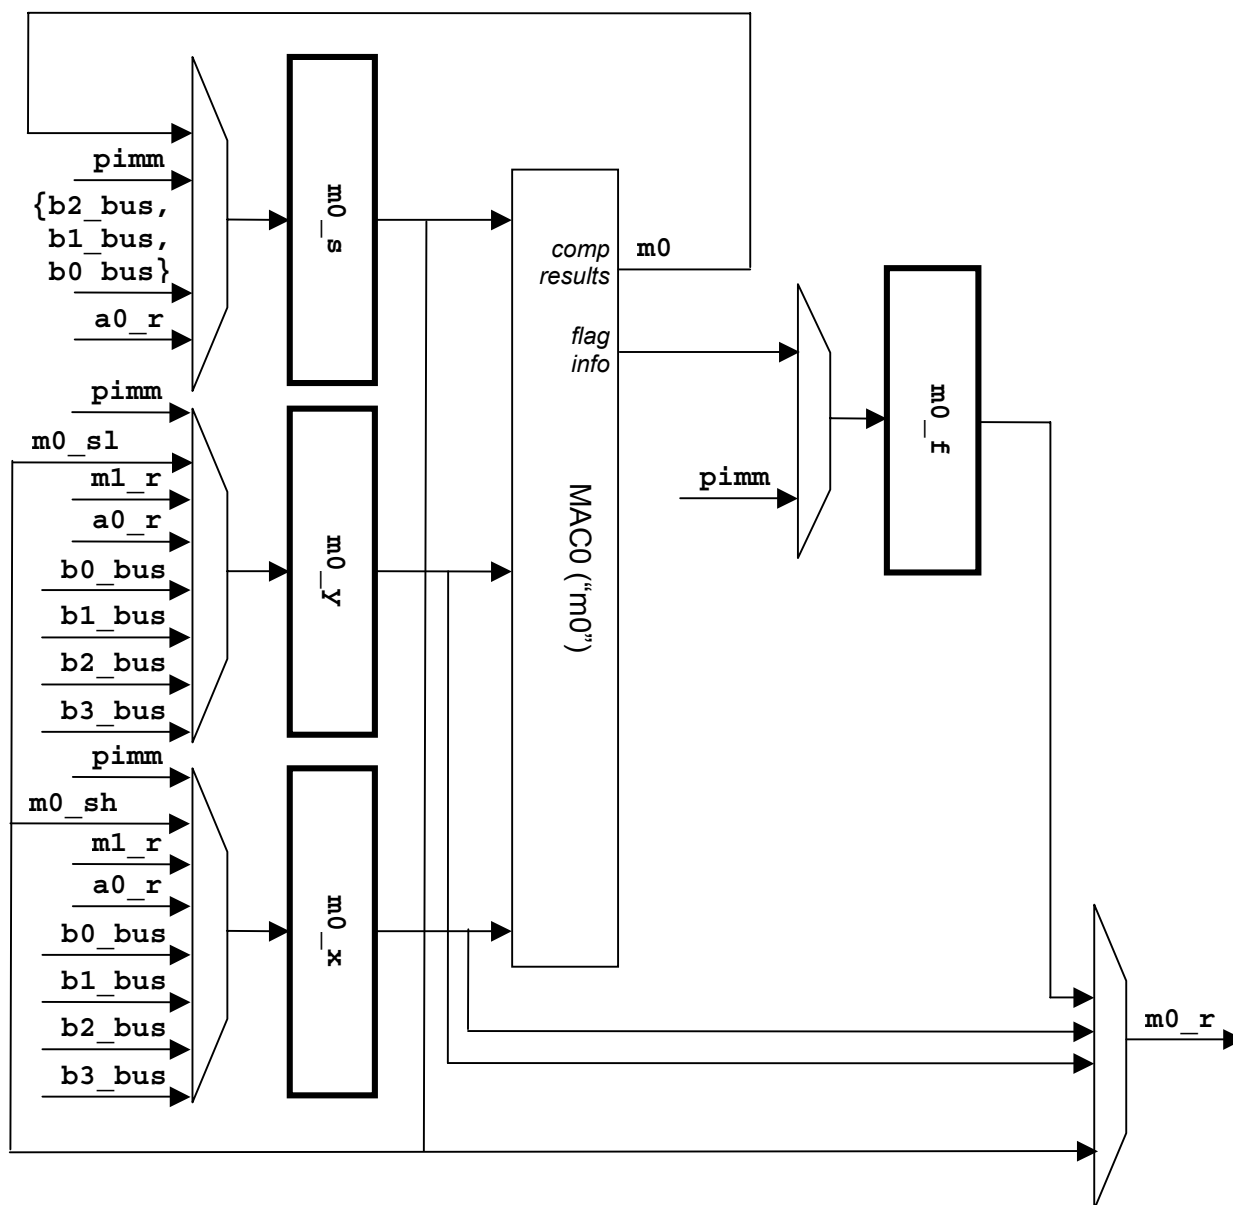 pimm
{b2_bus,
b1_bus,
b0_bus}
a0_r
m0_s
comp
results
m0
flag
info
MAC0 (“m0”)
pimm
m0_sl
m1_r
a0_r
b0_bus
b1_bus
b2_bus
b3_bus
m0_y
pimm
m0_f
pimm
m0_sh
m1_r
a0_r
b0_bus
b1_bus
b2_bus
b3_bus
m0_x
m0_r